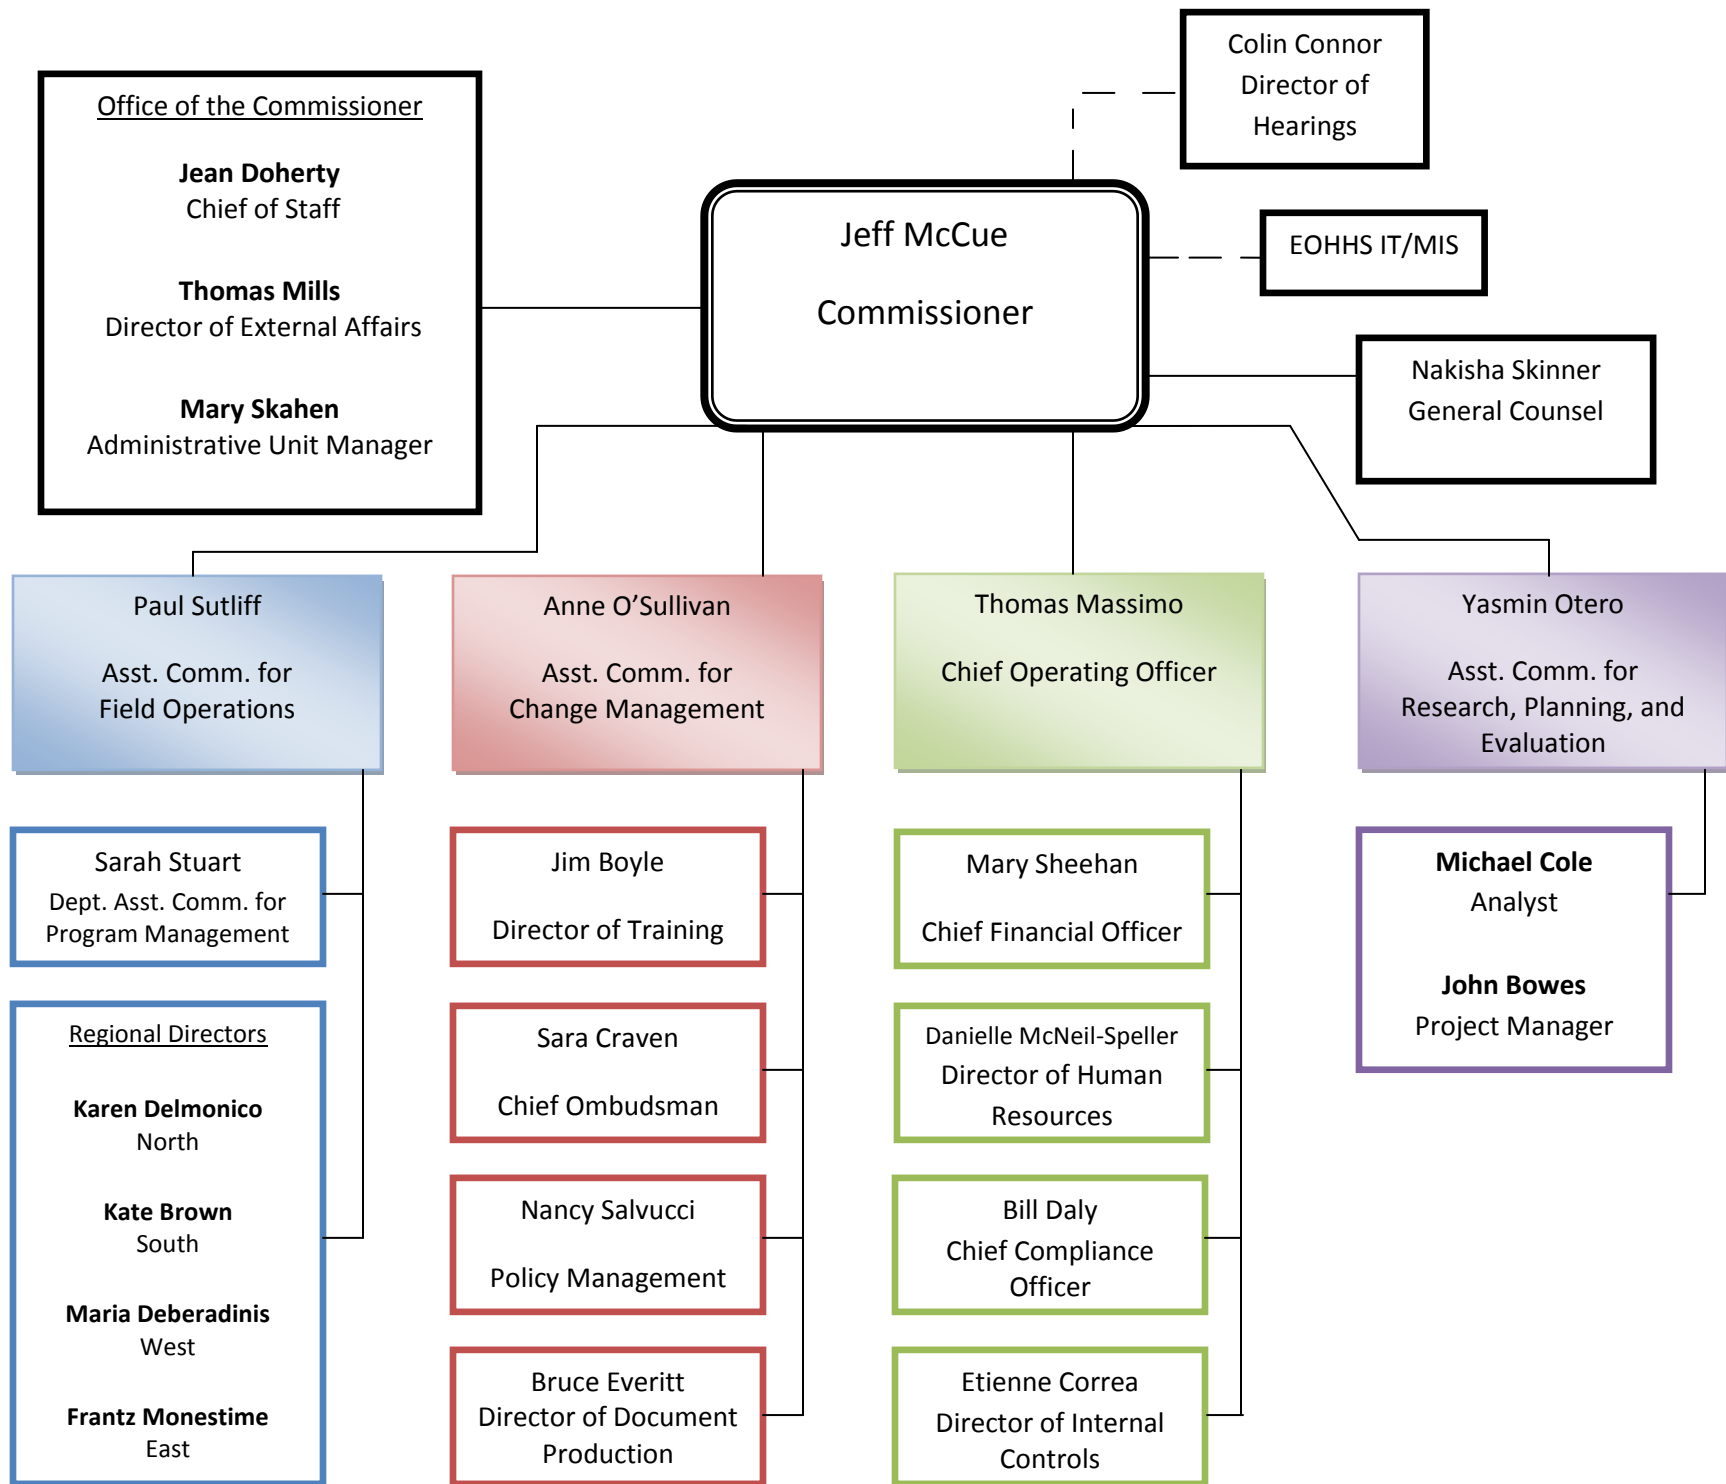 Colin Connor
Director of
Hearings
Office of the Commissioner
Jean Doherty
Chief of Staff
Thomas Mills
Director of External Affairs
Mary Skahen
Administrative Unit Manager
Jeff McCue
Commissioner
EOHHS IT/MIS
Nakisha Skinner
General Counsel
Paul Sutliff
Asst. Comm. for
Field Operations
Anne O’Sullivan
Asst. Comm. for
Change Management
Thomas Massimo
Chief Operating Officer
Yasmin Otero
Asst. Comm. for
Research, Planning, and
Evaluation
Sarah Stuart
Dept. Asst. Comm. for
Program Management
Regional Directors
Karen Delmonico
North
Kate Brown
South
Maria Deberadinis
West
Frantz Monestime
East
Jim Boyle
Director of Training
Sara Craven
Chief Ombudsman
Nancy Salvucci
Policy Management
Bruce Everitt
Director of Document
Production
Mary Sheehan
Chief Financial Officer
Danielle McNeil-Speller
Director of Human
Resources
Bill Daly
Chief Compliance
Officer
Etienne Correa
Director of Internal
Controls
Michael Cole
Analyst
John Bowes
Project Manager